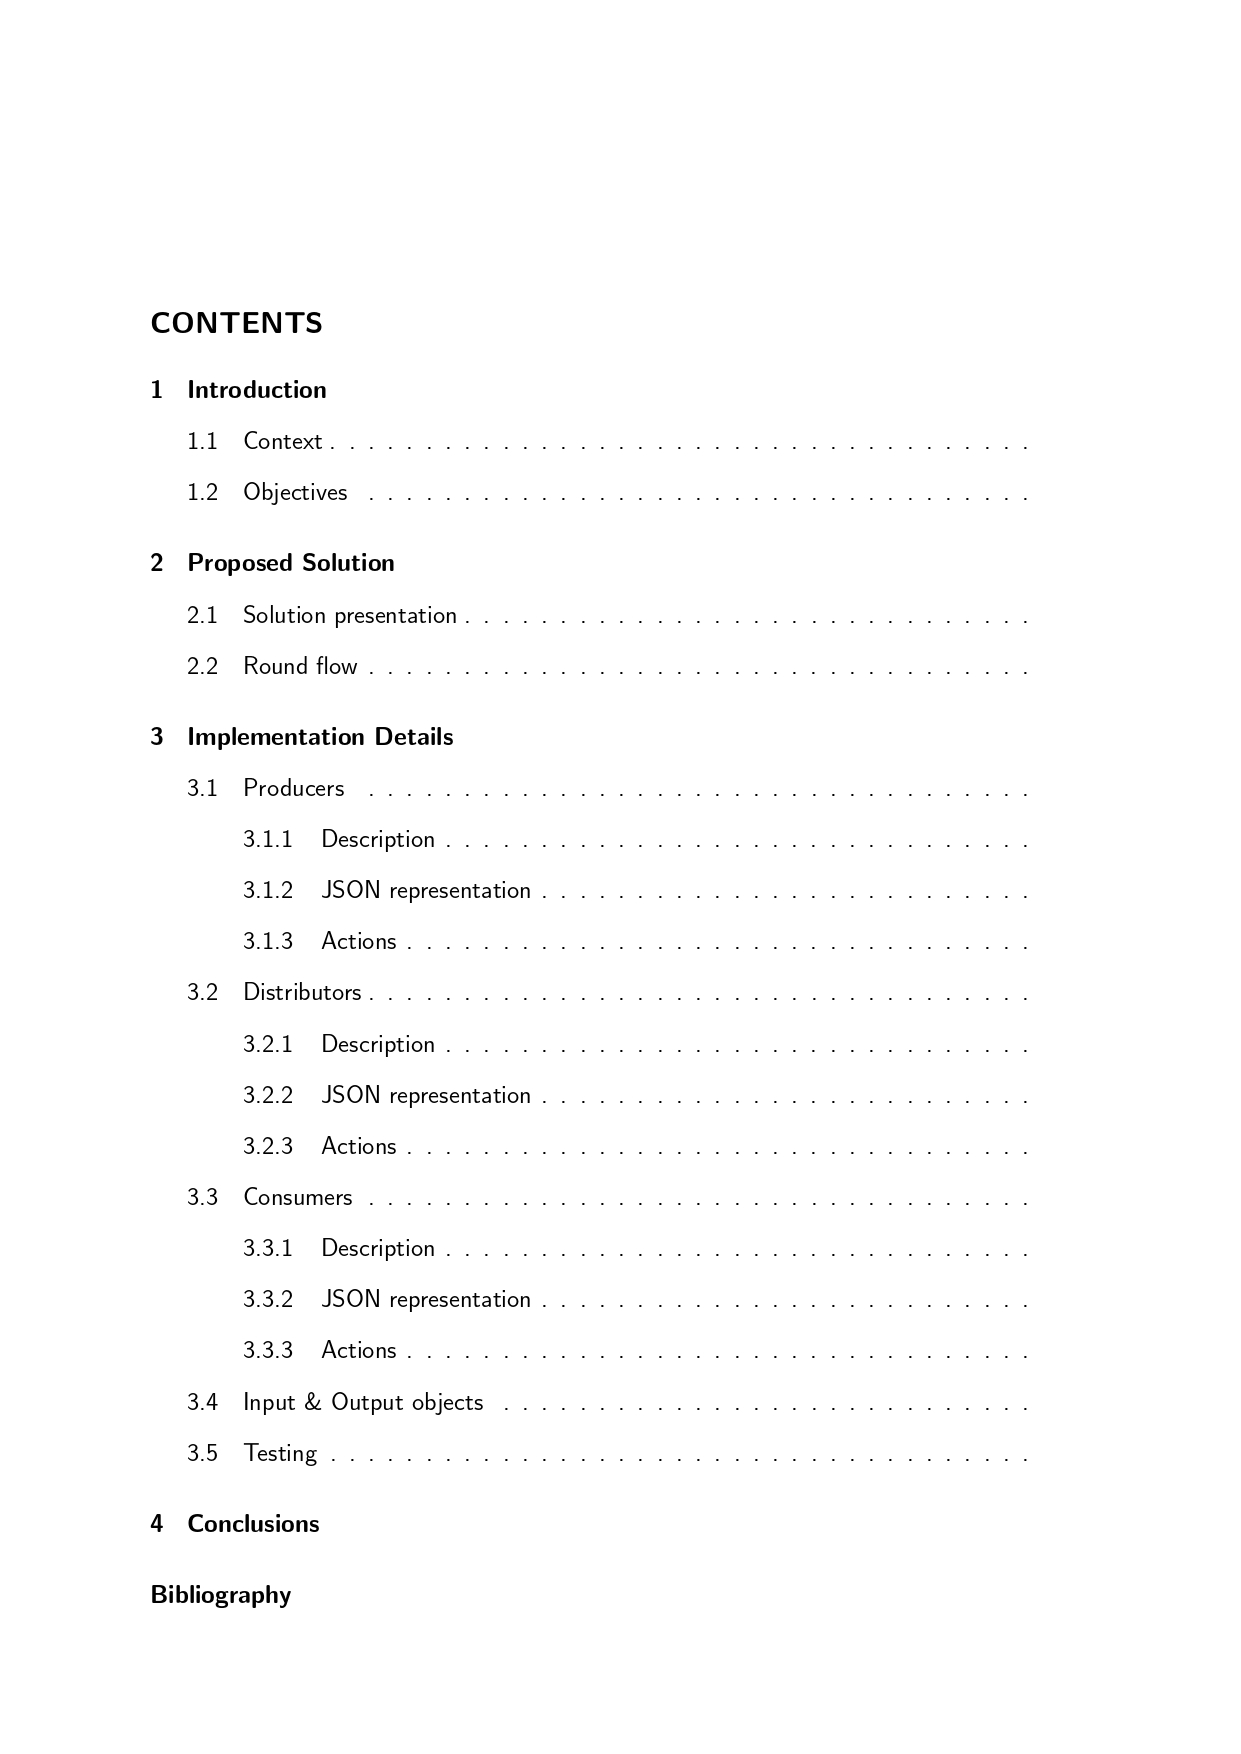 CONTENTS
1 Introduction
1.1 Context . . . . . . . . . . . . . . . . . . . . . . . . . . . . . . . . . . . . .
1.2 Objectives . . . . . . . . . . . . . . . . . . . . . . . . . . . . . . . . . . .
2 Proposed Solution
2.1 Solution presentation . . . . . . . . . . . . . . . . . . . . . . . . . . . . . .
2.2 Round flow . . . . . . . . . . . . . . . . . . . . . . . . . . . . . . . . . . .
3 Implementation Details
3.1 Producers . . . . . . . . . . . . . . . . . . . . . . . . . . . . . . . . . . .
3.1.1 Description . . . . . . . . . . . . . . . . . . . . . . . . . . . . . . .
3.1.2 JSON representation . . . . . . . . . . . . . . . . . . . . . . . . . .
3.1.3 Actions . . . . . . . . . . . . . . . . . . . . . . . . . . . . . . . . .
3.2 Distributors . . . . . . . . . . . . . . . . . . . . . . . . . . . . . . . . . . .
3.2.1 Description . . . . . . . . . . . . . . . . . . . . . . . . . . . . . . .
3.2.2 JSON representation . . . . . . . . . . . . . . . . . . . . . . . . . .
3.2.3 Actions . . . . . . . . . . . . . . . . . . . . . . . . . . . . . . . . .
3.3 Consumers . . . . . . . . . . . . . . . . . . . . . . . . . . . . . . . . . . .
3.3.1 Description . . . . . . . . . . . . . . . . . . . . . . . . . . . . . . .
3.3.2 JSON representation . . . . . . . . . . . . . . . . . . . . . . . . . .
3.3.3 Actions . . . . . . . . . . . . . . . . . . . . . . . . . . . . . . . . .
3.4 Input & Output objects . . . . . . . . . . . . . . . . . . . . . . . . . . . .
3.5 Testing . . . . . . . . . . . . . . . . . . . . . . . . . . . . . . . . . . . . .
4 Conclusions
Bibliography